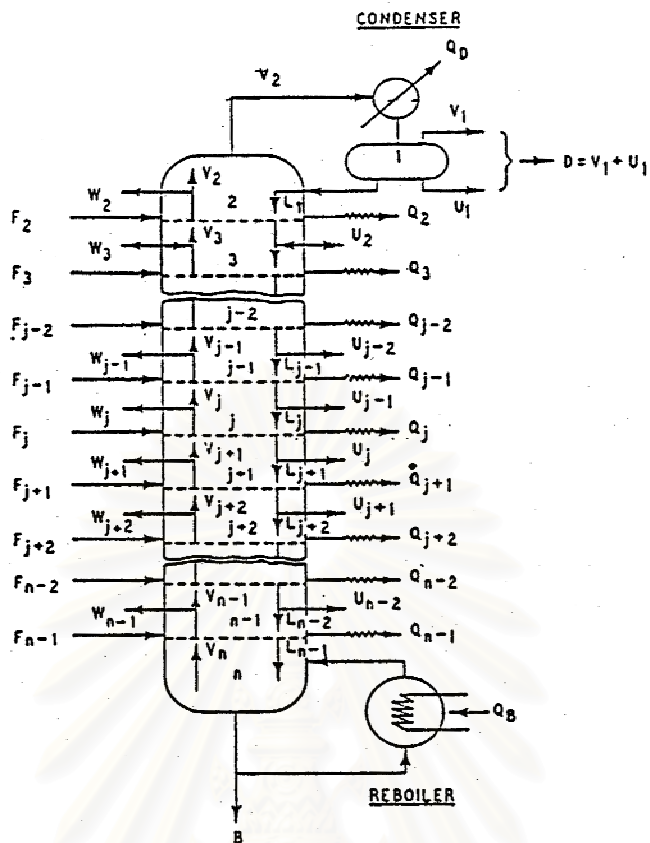 CONDENSER
Q_D
V_2
V_1
1
D = V_1 + U_1
U_1
V_2
W_2
2
L_1
F_2
Q_2
W_3
V_3
U_2
3
F_3
Q_3
j-2
F_j-2
Q_j-2
V_j-1
U_j-2
W_j-1
j-1
L_j-1
F_j-1
Q_j-1
W_j
V_j
U_j-1
j
L_j
F_j
Q_j
V_j+1
U_j
W_j+1
j+1
L_j+1
F_j+1
Q_j+1
V_j+2
U_j+1
W_j+2
j+2
L_j+2
F_j+2
Q_j+2
F_n-2
Q_n-2
V_n-1
U_n-2
W_n-1
n-1
L_n-2
F_n-1
Q_n-1
V_n
L_n-1
n
Q_B
REBOILER
B